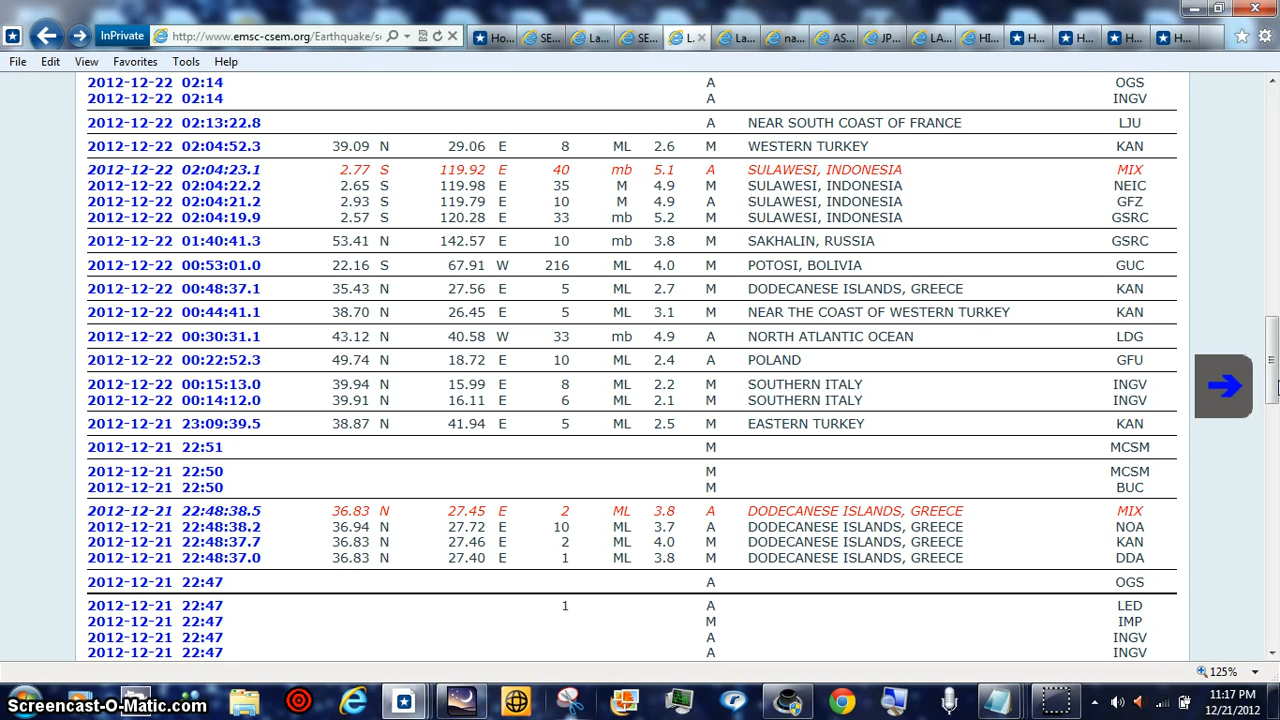 InPrivate http://www.emsc-csem.org/Earthquake/s Ho... SE... La... SE... L... La... na... AS... JP... LA... HI... H... H... H... H...
File Edit View Favorites Tools Help
2012-12-22 02:14 A OGS
2012-12-22 02:14 A INGV
2012-12-22 02:13:22.8 A NEAR SOUTH COAST OF FRANCE LJU
2012-12-22 02:04:52.3 39.09 N 29.06 E 8 ML 2.6 M WESTERN TURKEY KAN
2012-12-22 02:04:23.1 2.77 S 119.92 E 40 mb 5.1 A SULAWESI, INDONESIA MIX
2012-12-22 02:04:22.2 2.65 S 119.98 E 35 M 4.9 M SULAWESI, INDONESIA NEIC
2012-12-22 02:04:21.2 2.93 S 119.79 E 10 M 4.9 A SULAWESI, INDONESIA GFZ
2012-12-22 02:04:19.9 2.57 S 120.28 E 33 mb 5.2 M SULAWESI, INDONESIA GSRC
2012-12-22 01:40:41.3 53.41 N 142.57 E 10 mb 3.8 M SAKHALIN, RUSSIA GSRC
2012-12-22 00:53:01.0 22.16 S 67.91 W 216 ML 4.0 M POTOSI, BOLIVIA GUC
2012-12-22 00:48:37.1 35.43 N 27.56 E 5 ML 2.7 M DODECANESE ISLANDS, GREECE KAN
2012-12-22 00:44:41.1 38.70 N 26.45 E 5 ML 3.1 M NEAR THE COAST OF WESTERN TURKEY KAN
2012-12-22 00:30:31.1 43.12 N 40.58 W 33 mb 4.9 A NORTH ATLANTIC OCEAN LDG
2012-12-22 00:22:52.3 49.74 N 18.72 E 10 ML 2.4 A POLAND GFU
2012-12-22 00:15:13.0 39.94 N 15.99 E 8 ML 2.2 M SOUTHERN ITALY INGV
2012-12-22 00:14:12.0 39.91 N 16.11 E 6 ML 2.1 M SOUTHERN ITALY INGV
2012-12-21 23:09:39.5 38.87 N 41.94 E 5 ML 2.5 M EASTERN TURKEY KAN
2012-12-21 22:51 M MCSM
2012-12-21 22:50 M MCSM
2012-12-21 22:50 M BUC
2012-12-21 22:48:38.5 36.83 N 27.45 E 2 ML 3.8 A DODECANESE ISLANDS, GREECE MIX
2012-12-21 22:48:38.2 36.94 N 27.72 E 10 ML 3.7 A DODECANESE ISLANDS, GREECE NOA
2012-12-21 22:48:37.7 36.83 N 27.46 E 2 ML 4.0 M DODECANESE ISLANDS, GREECE KAN
2012-12-21 22:48:37.0 36.83 N 27.40 E 1 ML 3.8 M DODECANESE ISLANDS, GREECE DDA
2012-12-21 22:47 A OGS
2012-12-21 22:47 1 A LED
2012-12-21 22:47 M IMP
2012-12-21 22:47 A INGV
2012-12-21 22:47 A INGV
125%
Screencast-O-Matic.com
11:17 PM
12/21/2012